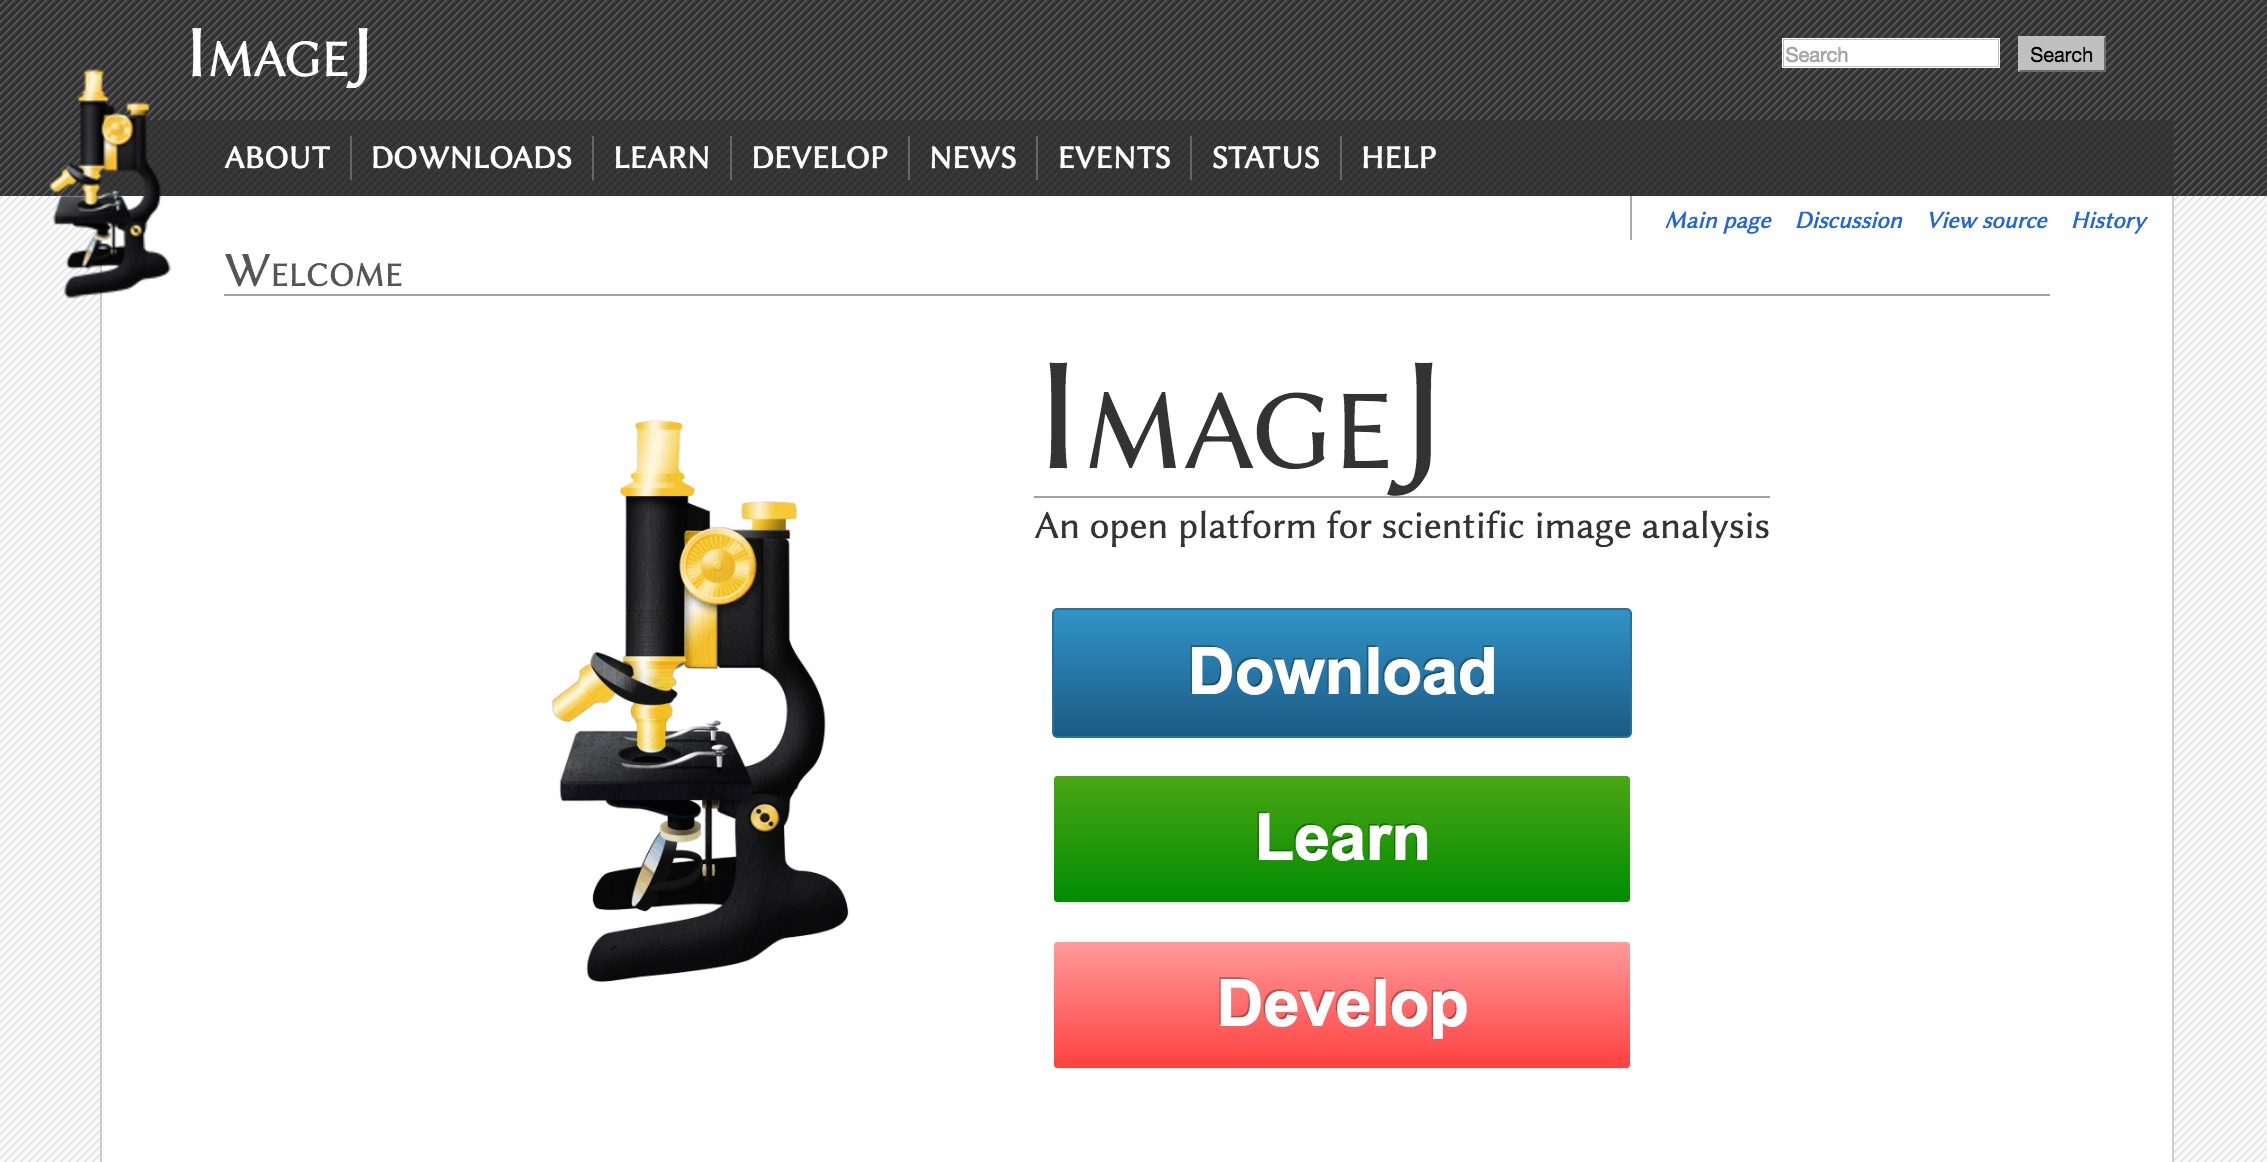 ImageJ
Search Search
ABOUT DOWNLOADS LEARN DEVELOP NEWS EVENTS STATUS HELP
Main page Discussion View source History
Welcome
ImageJ
An open platform for scientific image analysis
Download
Learn
Develop